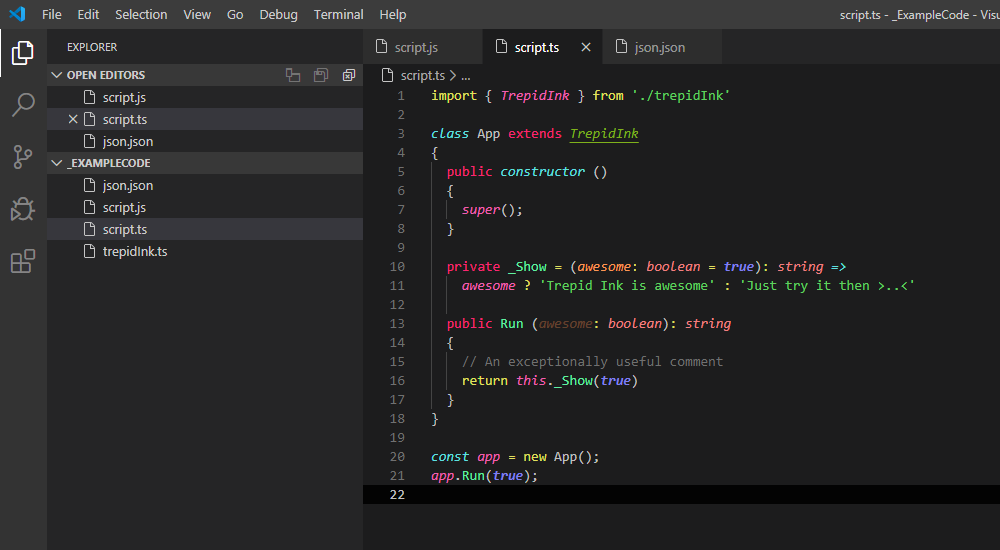 File Edit Selection View Go Debug Terminal Help script.ts - _ExampleCode - Visu
EXPLORER
OPEN EDITORS
script.js
script.ts
json.json
_EXAMPLECODE
json.json
script.js
script.ts
trepidInk.ts
script.js script.ts json.json
script.ts > ...
1 import { TrepidInk } from './trepidInk'
2
3 class App extends TrepidInk
4 {
5 public constructor ()
6 {
7 super();
8 }
9
10 private _Show = (awesome: boolean = true): string =>
11 awesome ? 'Trepid Ink is awesome' : 'Just try it then >..<'
12
13 public Run (awesome: boolean): string
14 {
15 // An exceptionally useful comment
16 return this._Show(true)
17 }
18 }
19
20 const app = new App();
21 app.Run(true);
22